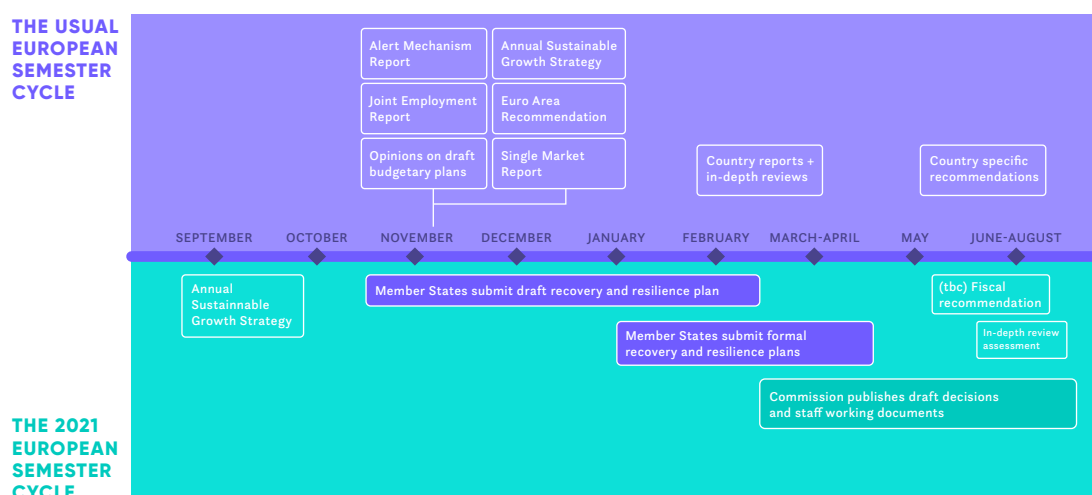 THE USUAL
EUROPEAN
SEMESTER
CYCLE
Alert Mechanism
Report
Annual Sustainable
Growth Strategy
Joint Employment
Report
Euro Area
Recommendation
Opinions on draft
budgetary plans
Single Market
Report
Country reports +
in-depth reviews
Country specific
recommendations
SEPTEMBER
OCTOBER
NOVEMBER
DECEMBER
JANUARY
FEBRUARY
MARCH-APRIL
MAY
JUNE-AUGUST
Annual
Sustainnable
Growth Strategy
Member States submit draft recovery and resilience plan
(tbc) Fiscal
recommendation
Member States submit formal
recovery and resilience plans
In-depth review
assessment
Commission publishes draft decisions
and staff working documents
THE 2021
EUROPEAN
SEMESTER
CYCLE